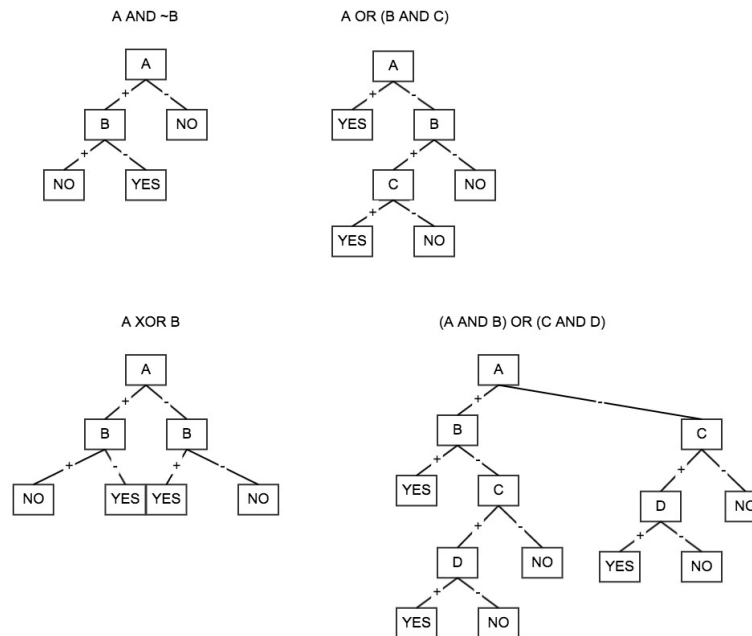 A AND ~B
A OR (B AND C)
A
+ -
B NO
+ -
NO YES
A
+ -
YES B
+ -
C NO
+ -
YES NO
A XOR B
(A AND B) OR (C AND D)
A
+ -
B B
+ - + -
NO YES YES NO
A
+ -
B C
+ - + -
YES C D NO
+ - + -
D NO YES NO
+ -
YES NO